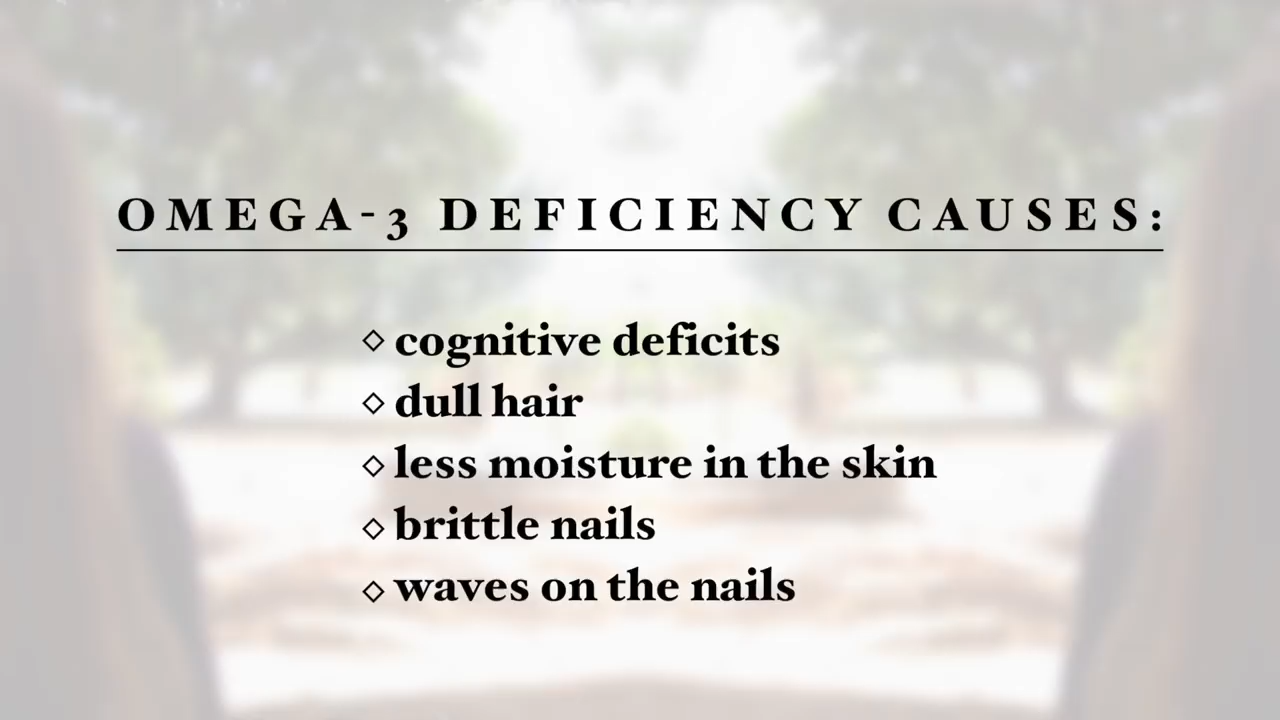 OMEGA-3 DEFICIENCY CAUSES:
◇ cognitive deficits
◇ dull hair
◇ less moisture in the skin
◇ brittle nails
◇ waves on the nails